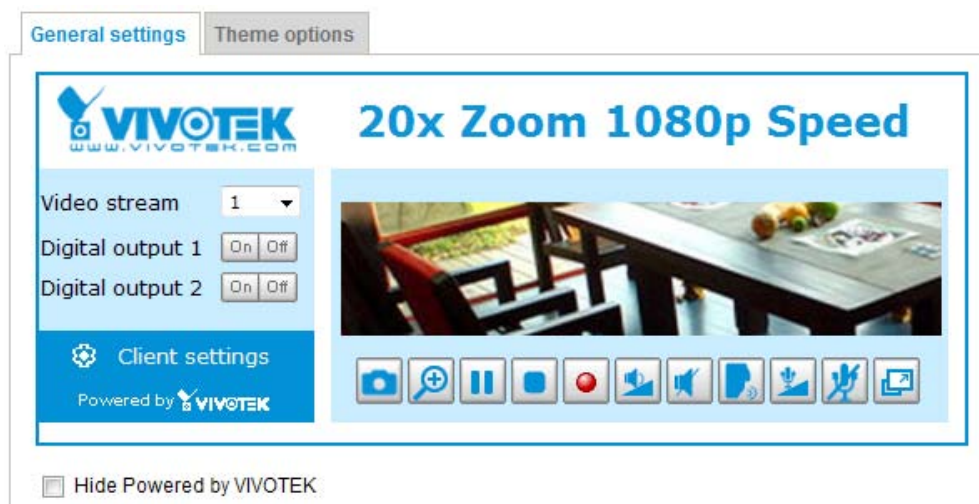 General settings
Theme options
VIVOTEK
www.vivotek.com
20x Zoom 1080p Speed
Video stream 1
Digital output 1 On Off
Digital output 2 On Off
Client settings
Powered by VIVOTEK
Hide Powered by VIVOTEK